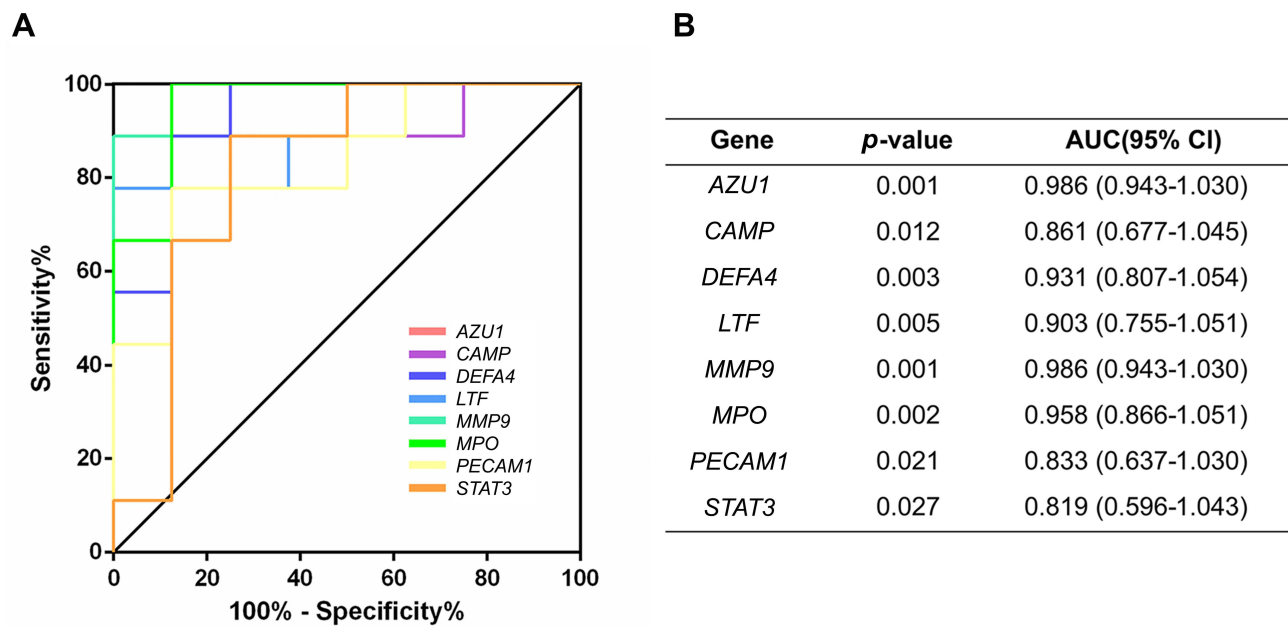 A
B
100
80
60
40
20
0
Sensitivity%
0 20 40 60 80 100
100% - Specificity%
AZU1
CAMP
DEFA4
LTF
MMP9
MPO
PECAM1
STAT3
Gene p-value AUC(95% CI)
AZU1 0.001 0.986 (0.943-1.030)
CAMP 0.012 0.861 (0.677-1.045)
DEFA4 0.003 0.931 (0.807-1.054)
LTF 0.005 0.903 (0.755-1.051)
MMP9 0.001 0.986 (0.943-1.030)
MPO 0.002 0.958 (0.866-1.051)
PECAM1 0.021 0.833 (0.637-1.030)
STAT3 0.027 0.819 (0.596-1.043)